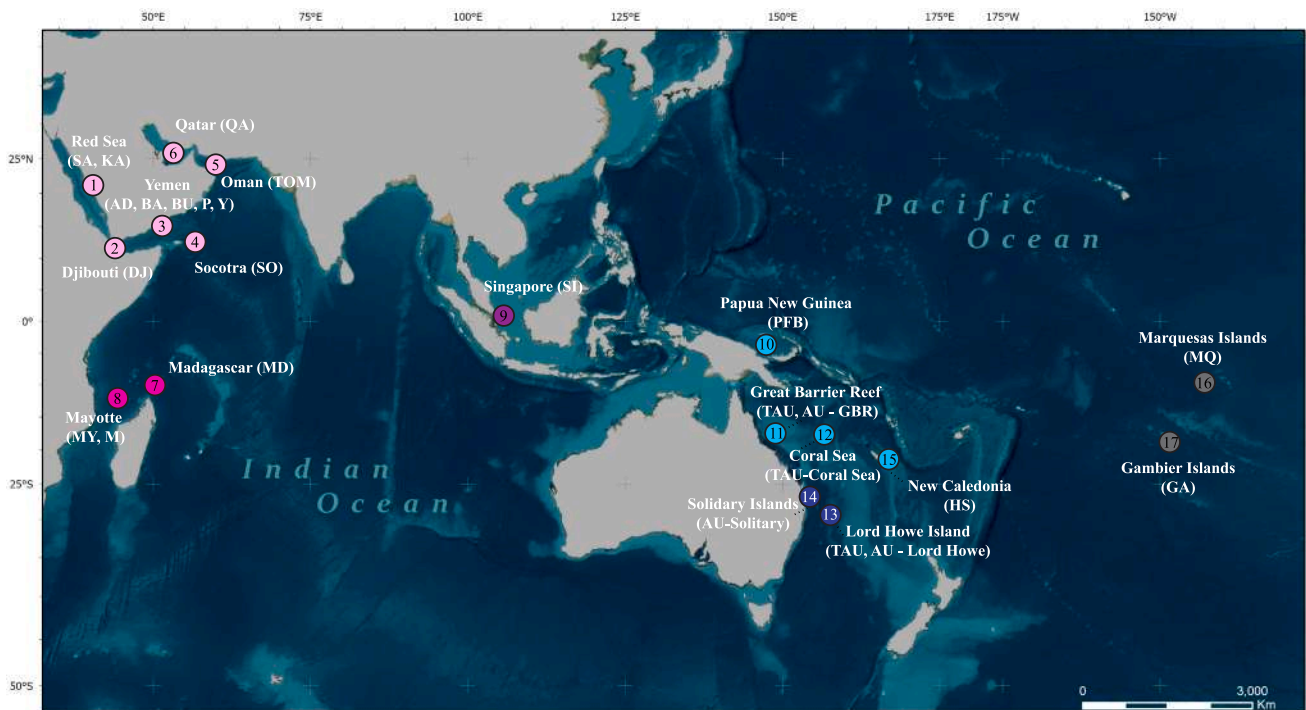 50°E 75°E 100°E 125°E 150°E 175°E 175°W 150°W
25°N
0°
25°S
50°S
Qatar (QA)
Red Sea
(SA, KA)
6
5
1
Oman (TOM)
Yemen
(AD, BA, BU, P, Y)
3
4
2
Djibouti (DJ)
Socotra (SO)
Pacific
Ocean
Singapore (SI)
9
Papua New Guinea
(PFB)
10
Marquesas Islands
(MQ)
16
Madagascar (MD)
7
8
Mayotte
(MY, M)
Great Barrier Reef
(TAU, AU - GBR)
11
12
Coral Sea
(TAU-Coral Sea)
15
New Caledonia
(HS)
17
Gambier Islands
(GA)
Indian
Ocean
14
Solidary Islands
(AU-Solitary)
13
Lord Howe Island
(TAU, AU - Lord Howe)
0 3,000
Km